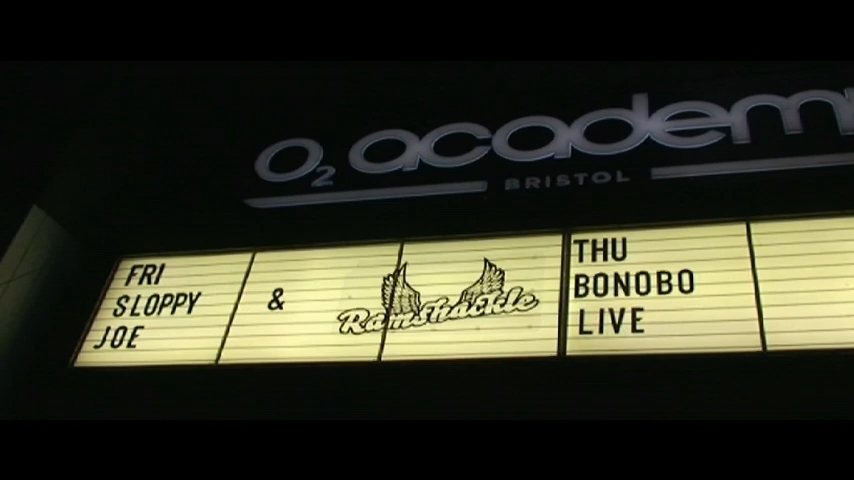 O2 academy
BRISTOL
FRI
SLOPPY
JOE
&
Ramshackle
THU
BONOBO
LIVE